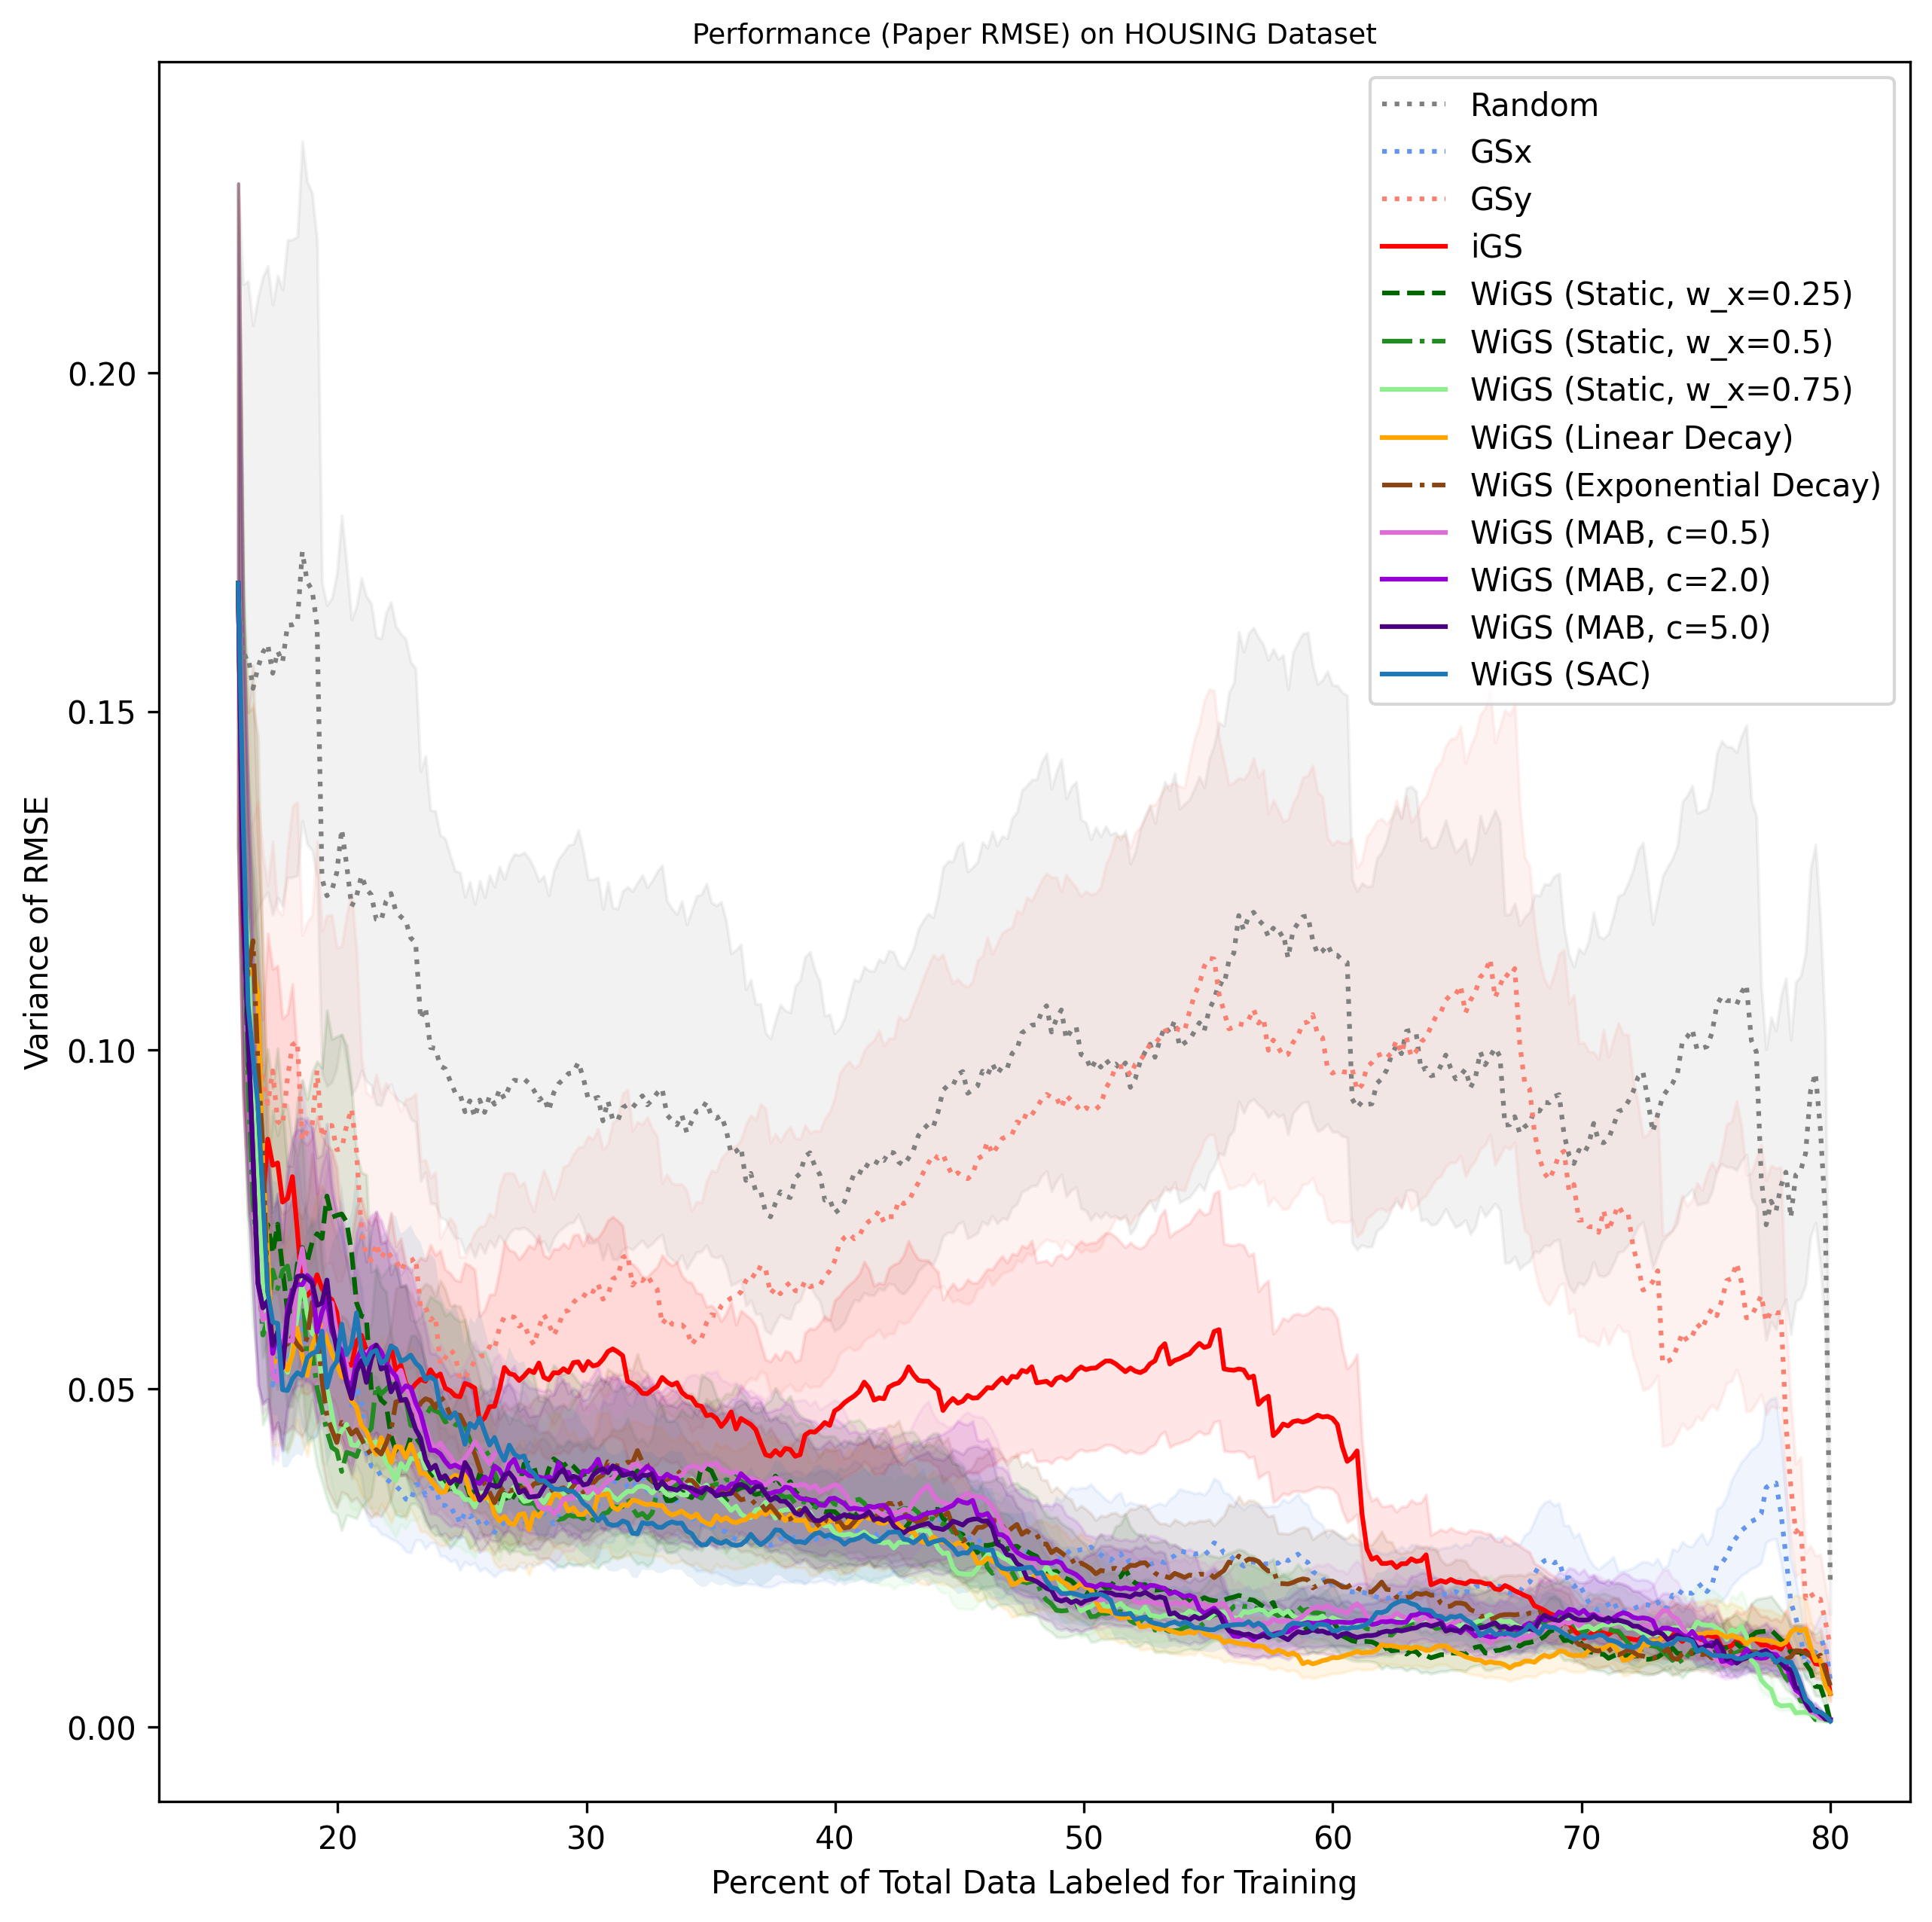 Performance (Paper RMSE) on HOUSING Dataset
Random
GSx
GSy
iGS
WiGS (Static, w_x=0.25)
WiGS (Static, w_x=0.5)
WiGS (Static, w_x=0.75)
WiGS (Linear Decay)
WiGS (Exponential Decay)
WiGS (MAB, c=0.5)
WiGS (MAB, c=2.0)
WiGS (MAB, c=5.0)
WiGS (SAC)
Variance of RMSE
0.20
0.15
0.10
0.05
0.00
20 30 40 50 60 70 80
Percent of Total Data Labeled for Training